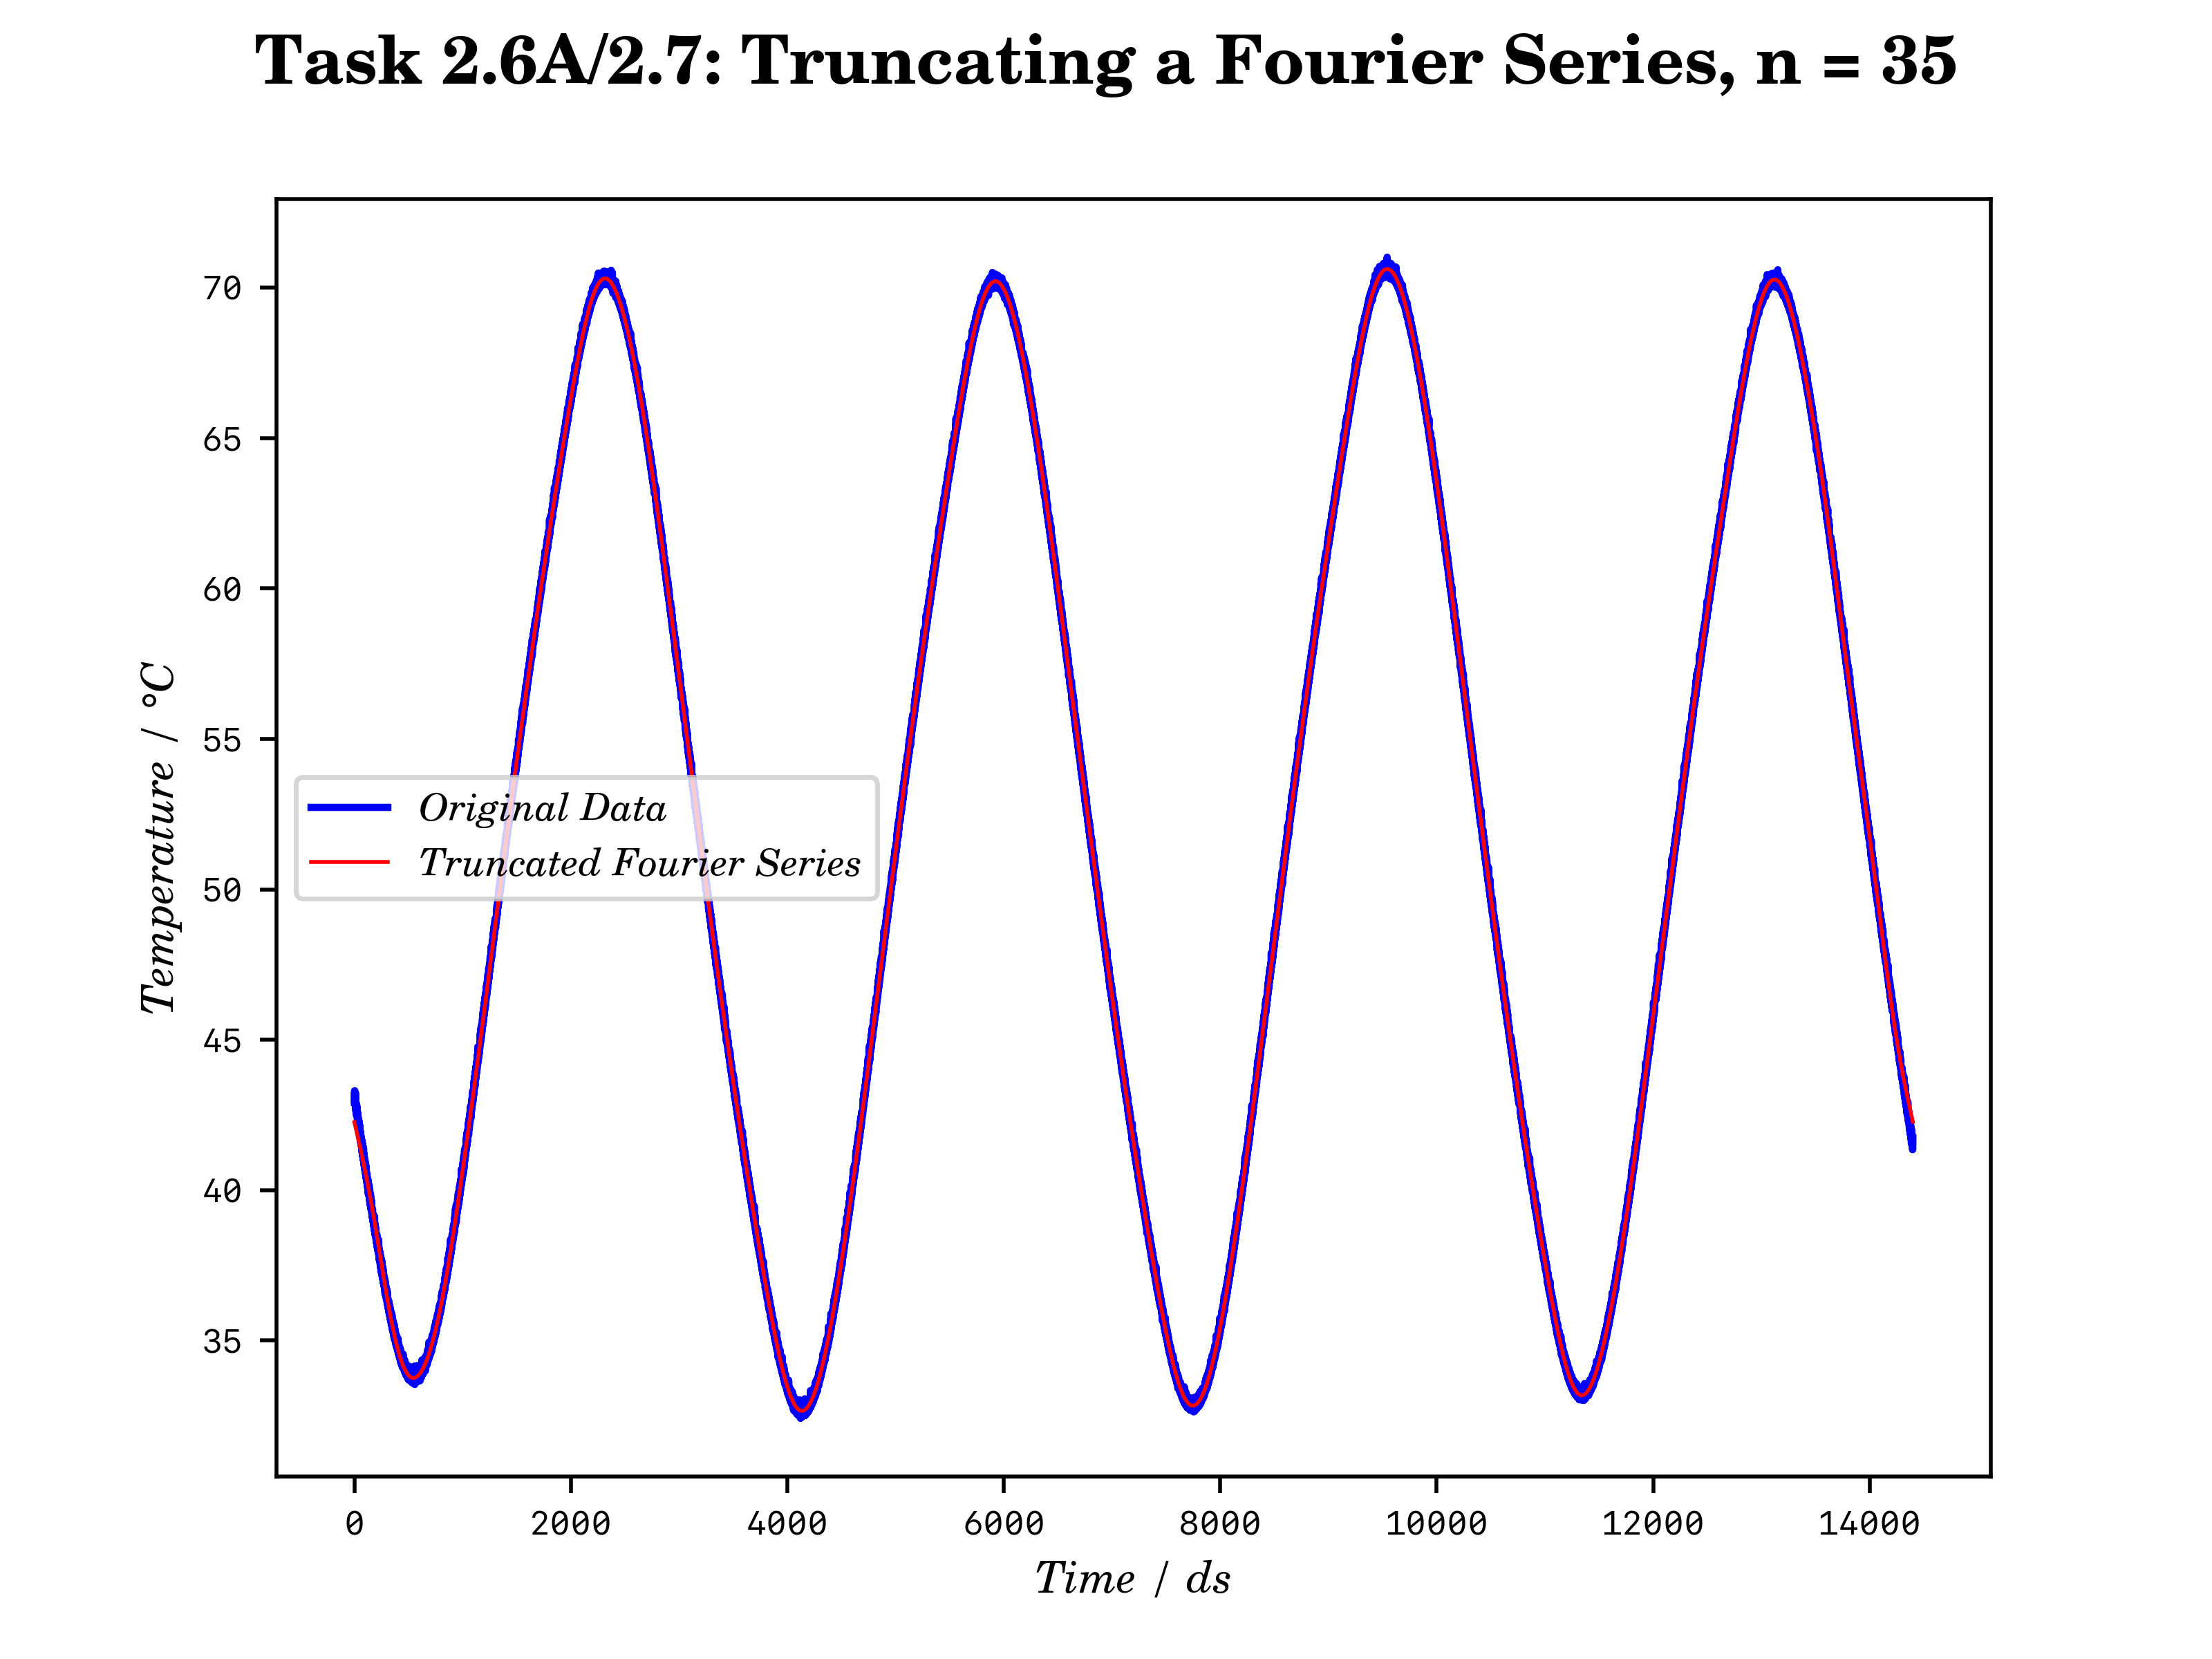 Task 2.6A/2.7: Truncating a Fourier Series, n = 35
70
65
60
55
50
45
40
35
Temperature / °C
Original Data
Truncated Fourier Series
0 2000 4000 6000 8000 10000 12000 14000
Time / ds